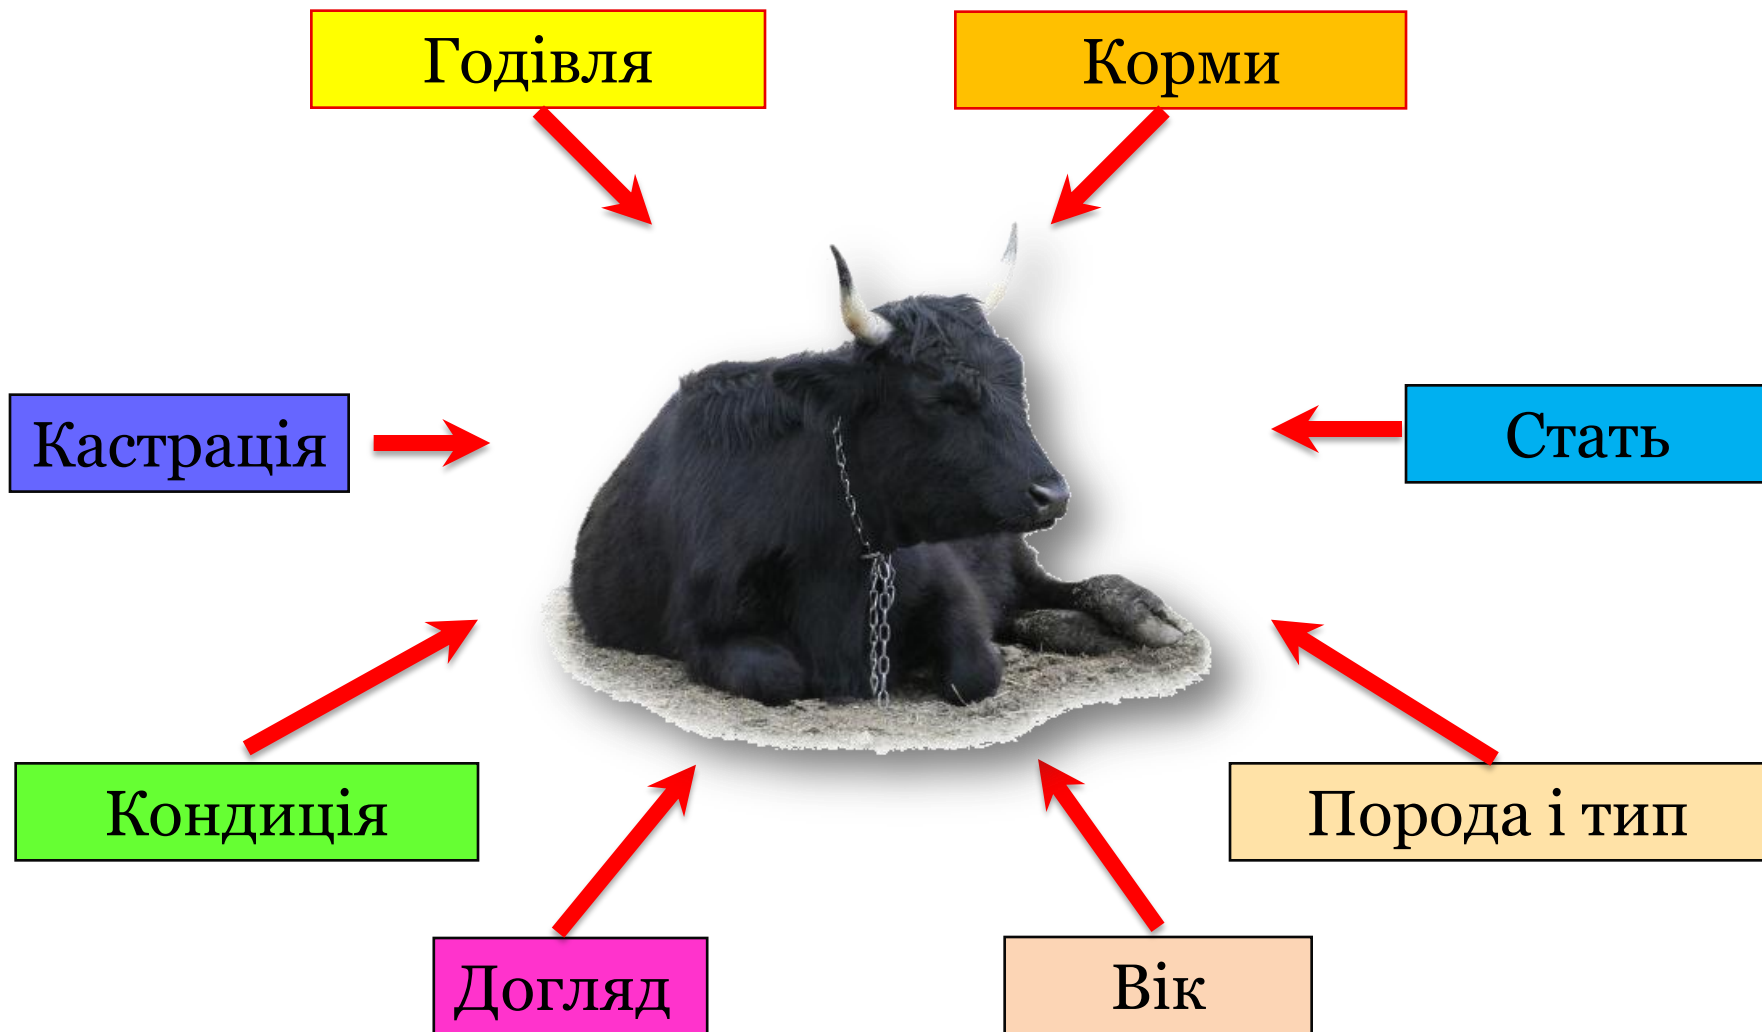 Годівля
Корми
Кастрація
Стать
Кондиція
Порода і тип
Догляд
Вік